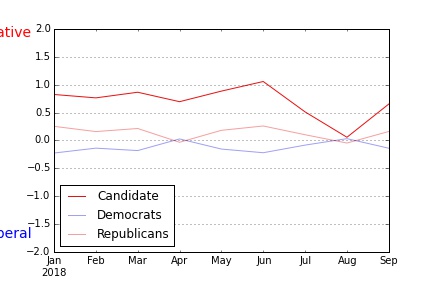 ative
2.0
1.5
1.0
0.5
0.0
−0.5
−1.0
−1.5
−2.0
beral
Candidate
Democrats
Republicans
Jan Feb Mar Apr May Jun Jul Aug Sep
2018